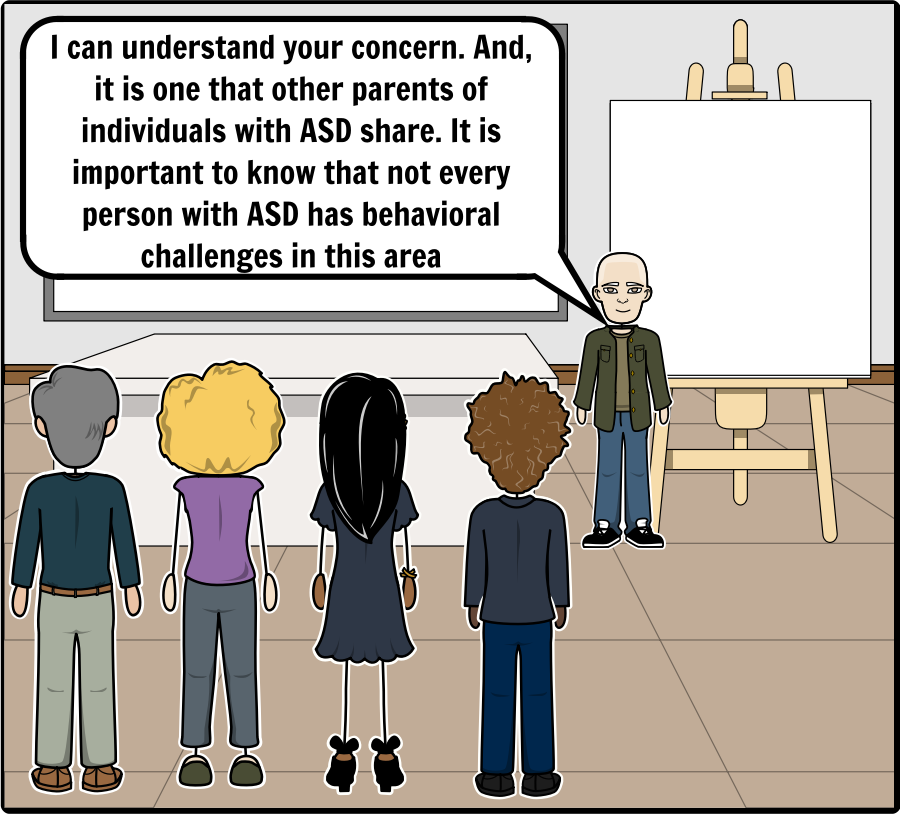 I can understand your concern. And,
it is one that other parents of
individuals with ASD share. It is
important to know that not every
person with ASD has behavioral
challenges in this area